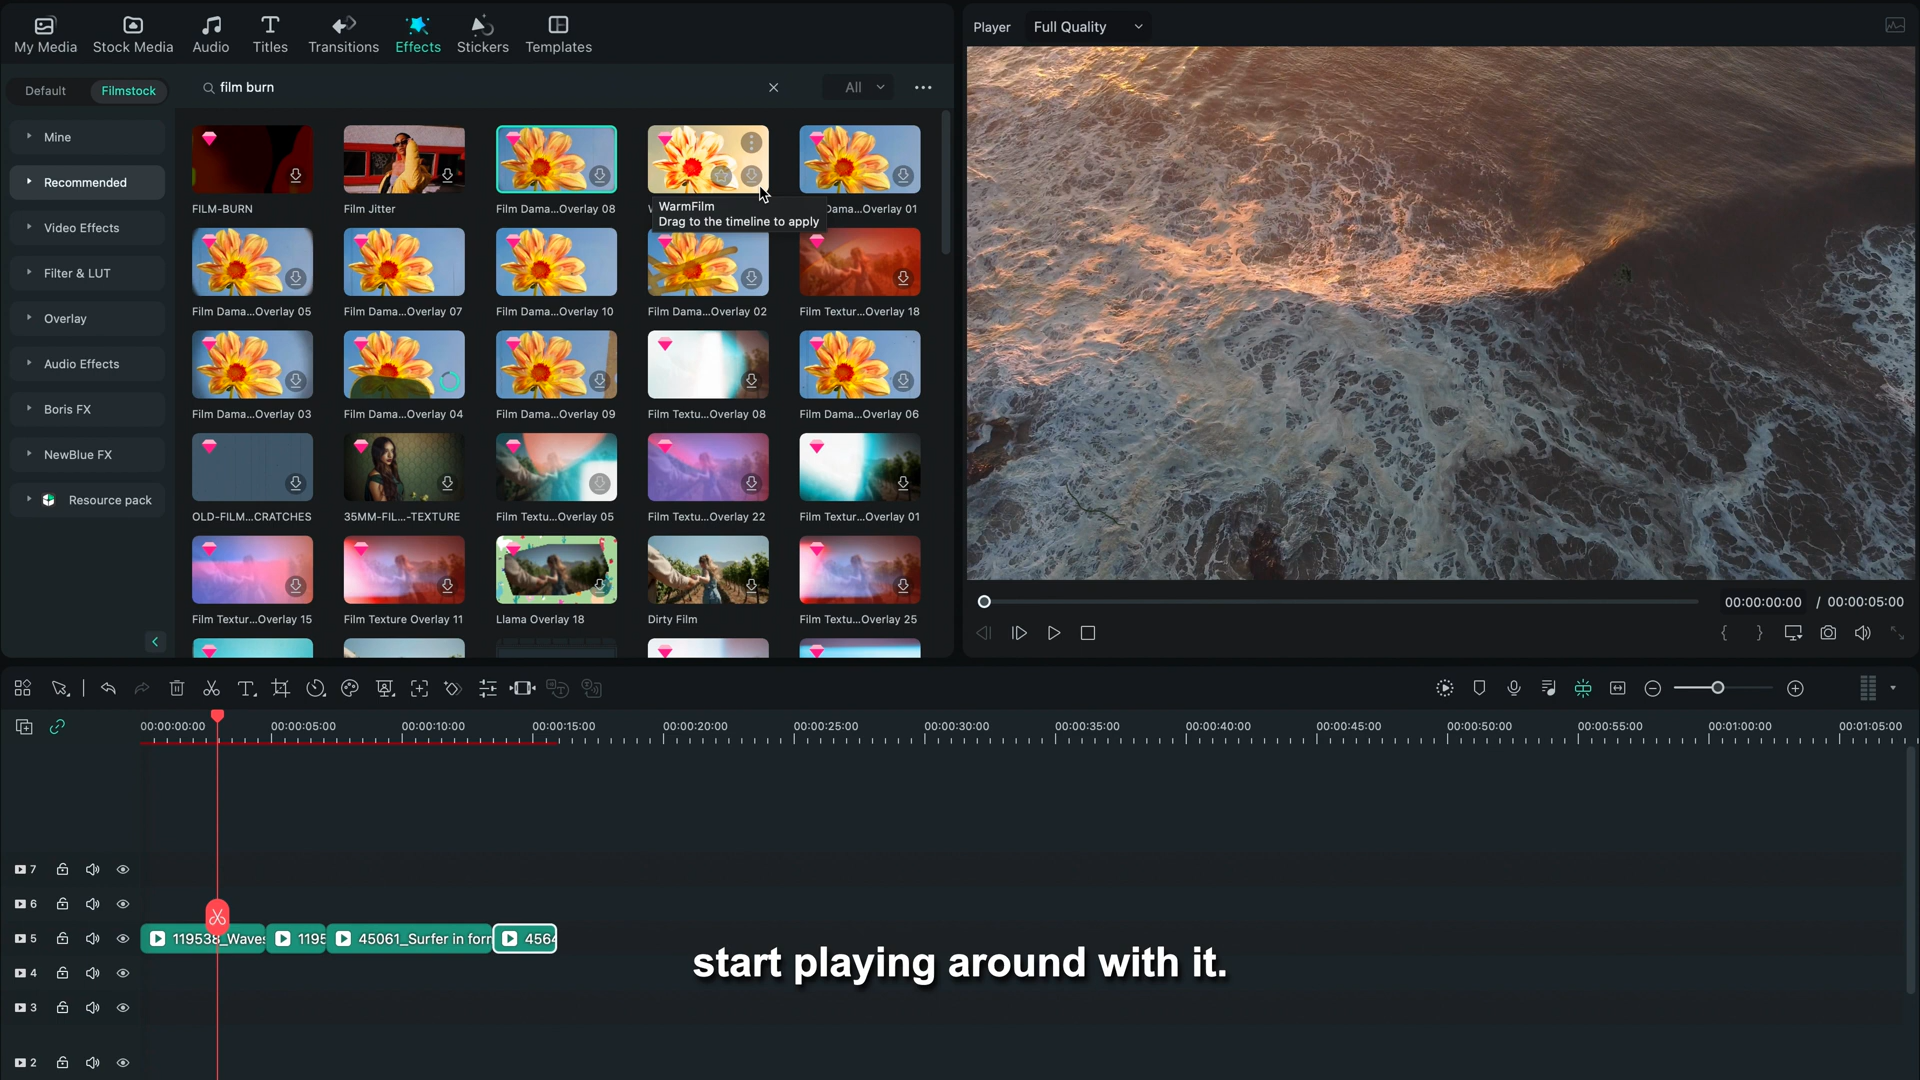 My Media
Stock Media
Audio
Titles
Transitions
Effects
Stickers
Templates
Player
Full Quality
Default
Filmstock
film burn
All
Mine
Recommended
Video Effects
Filter & LUT
Overlay
Audio Effects
Boris FX
NewBlue FX
Resource pack
FILM-BURN
Film Jitter
Film Dama...Overlay 08
WarmFilm
Drag to the timeline to apply
Dama...Overlay 01
Film Dama...Overlay 05
Film Dama...Overlay 07
Film Dama...Overlay 10
Film Dama...Overlay 02
Film Textur...Overlay 18
Film Dama...Overlay 03
Film Dama...Overlay 04
Film Dama...Overlay 09
Film Textu...Overlay 08
Film Dama...Overlay 06
OLD-FILM...CRATCHES
35MM-FIL...-TEXTURE
Film Textu...Overlay 05
Film Textu...Overlay 22
Film Textur...Overlay 01
Film Textur...Overlay 15
Film Texture Overlay 11
Llama Overlay 18
Dirty Film
Film Textu...Overlay 25
00:00:00:00 / 00:00:05:00
00:00:00:00
00:00:05:00
00:00:10:00
00:00:15:00
00:00:20:00
00:00:25:00
00:00:30:00
00:00:35:00
00:00:40:00
00:00:45:00
00:00:50:00
00:00:55:00
00:01:00:00
00:01:05:00
7
6
5
119538_Waves
1195
45061_Surfer in forr
4564
4
3
2
start playing around with it.